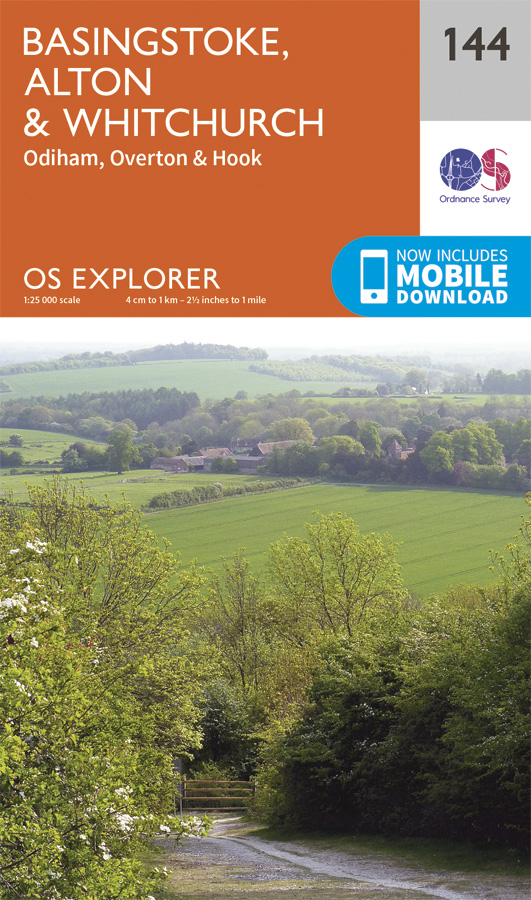 BASINGSTOKE,
ALTON
& WHITCHURCH
Odiham, Overton & Hook
144
OS
Ordnance Survey
NOW INCLUDES
MOBILE
DOWNLOAD
OS EXPLORER
1:25 000 scale 4 cm to 1 km – 2½ inches to 1 mile